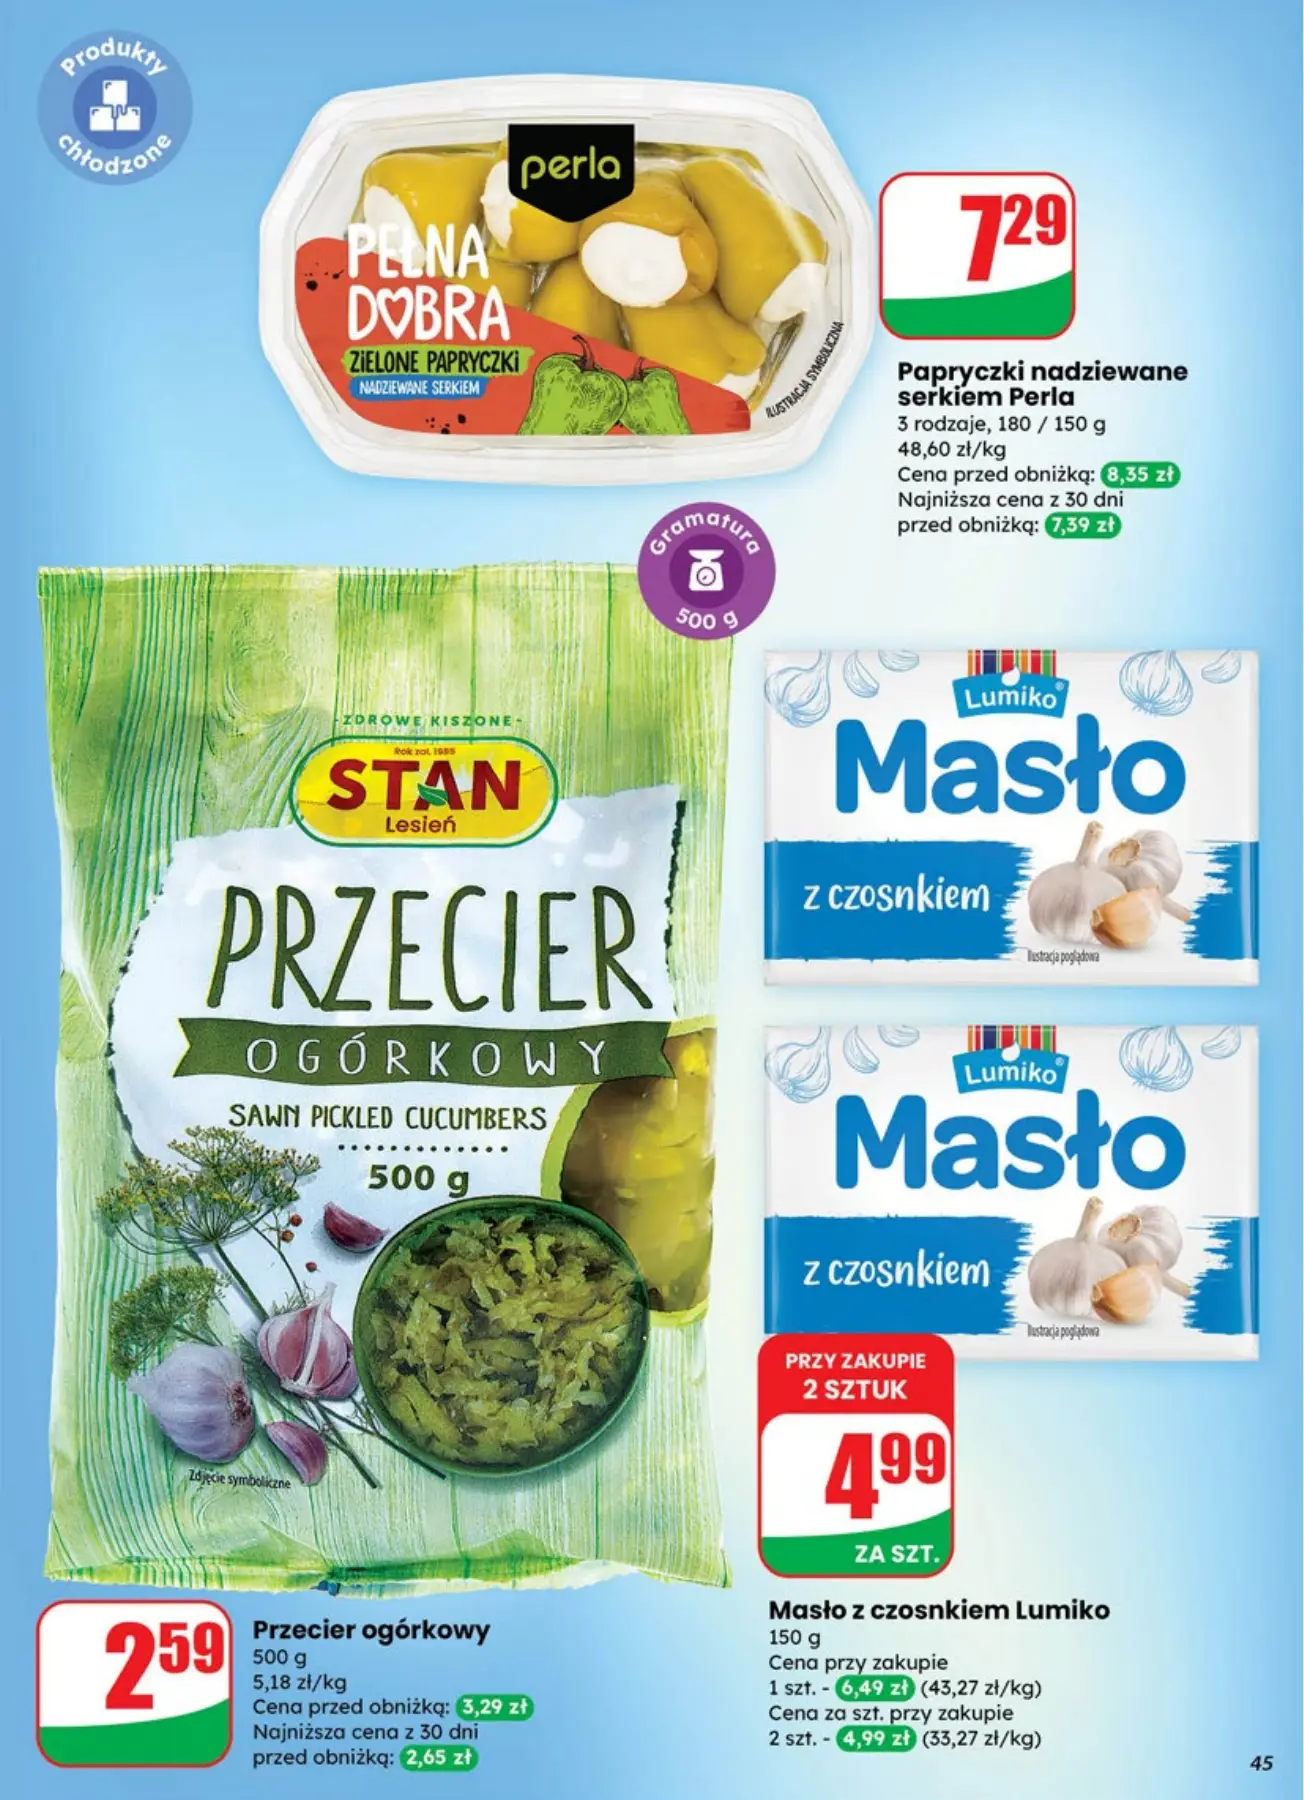 Produkty
chłodzone
perla
PEŁNA
DOBRA
ZIELONE PAPRYCZKI
NADZIEWANE SERKIEM
ILUSTRACJA SYMBOLICZNA
7 29
Papryczki nadziewane
serkiem Perla
3 rodzaje, 180 / 150 g
48,60 zł/kg
Cena przed obniżką: 8,35 zł
Najniższa cena z 30 dni
przed obniżką: 7,39 zł
Gramatura
500 g
-ZDROWE KISZONE-
Rok zał. 1985
STAN
Lesień
PRZECIER
OGÓRKOWY
SAWN PICKLED CUCUMBERS
500 g
Zdjęcie symboliczne
2 59
Przecier ogórkowy
500 g
5,18 zł/kg
Cena przed obniżką: 3,29 zł
Najniższa cena z 30 dni
przed obniżką: 2,65 zł
Lumiko®
Masło
z czosnkiem
Ilustracja poglądowa
Lumiko®
Masło
z czosnkiem
Ilustracja poglądowa
PRZY ZAKUPIE
2 SZTUK
4 99
ZA SZT.
Masło z czosnkiem Lumiko
150 g
Cena przy zakupie
1 szt. - 6,49 zł (43,27 zł/kg)
Cena za szt. przy zakupie
2 szt. - 4,99 zł (33,27 zł/kg)
45